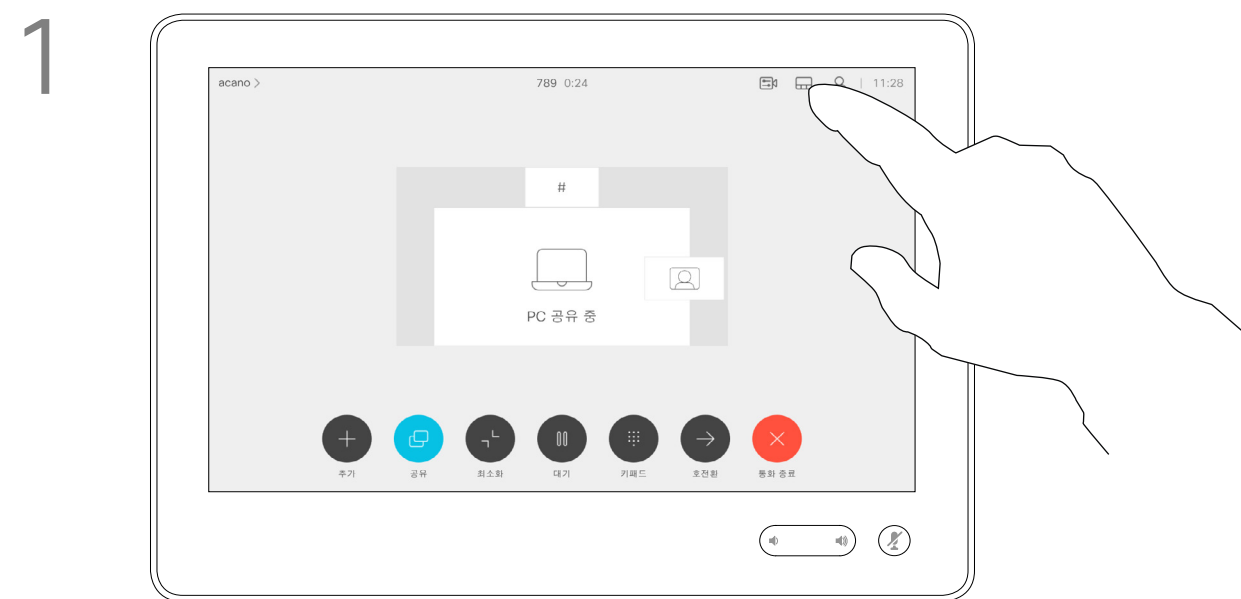 1
acano >
789 0:24
11:28
#
PC 공유 중
추가
공유
최소화
대기
키패드
호전환
통화 종료